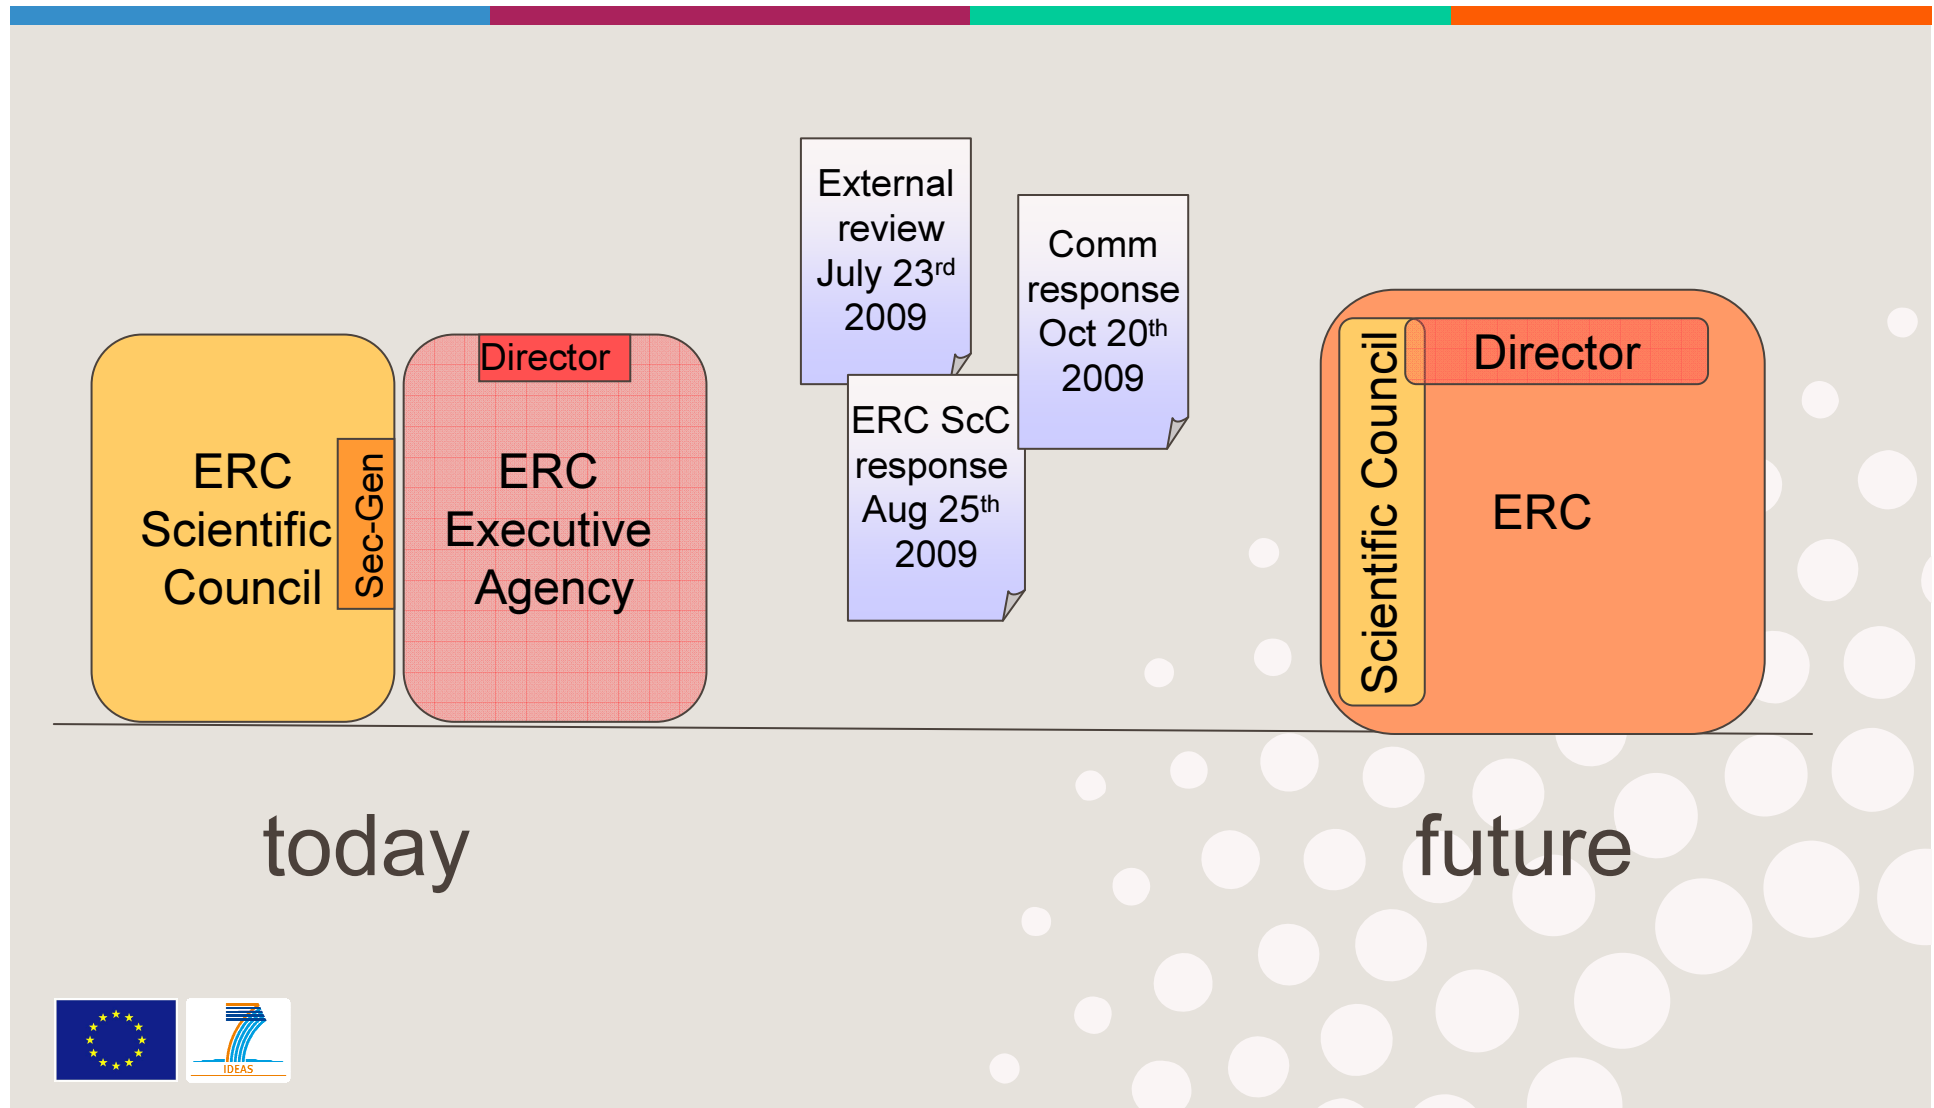 ERC
Scientific
Council
Sec-Gen
Director
ERC
Executive
Agency
External
review
July 23rd
2009
ERC ScC
response
Aug 25th
2009
Comm
response
Oct 20th
2009
Scientific Council
Director
ERC
today
future
IDEAS